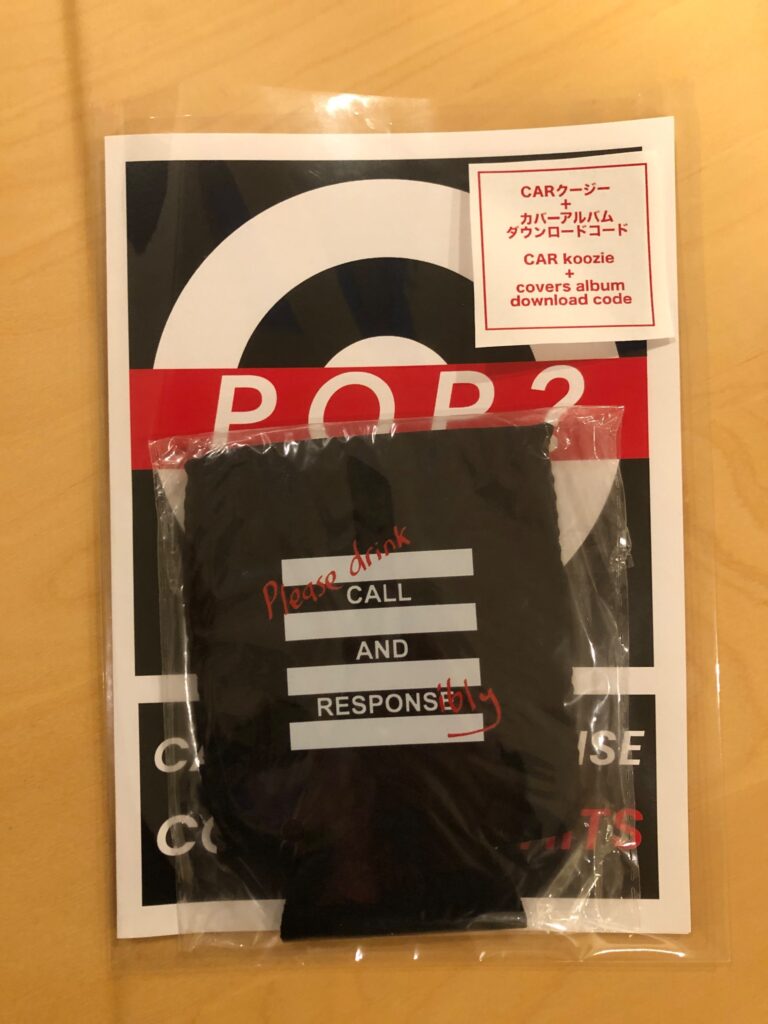 CARクージー
+
カバーアルバム
ダウンロードコード
CAR koozie
+
covers album
download code
POP?
Please drink
CALL
AND
RESPONSEibly